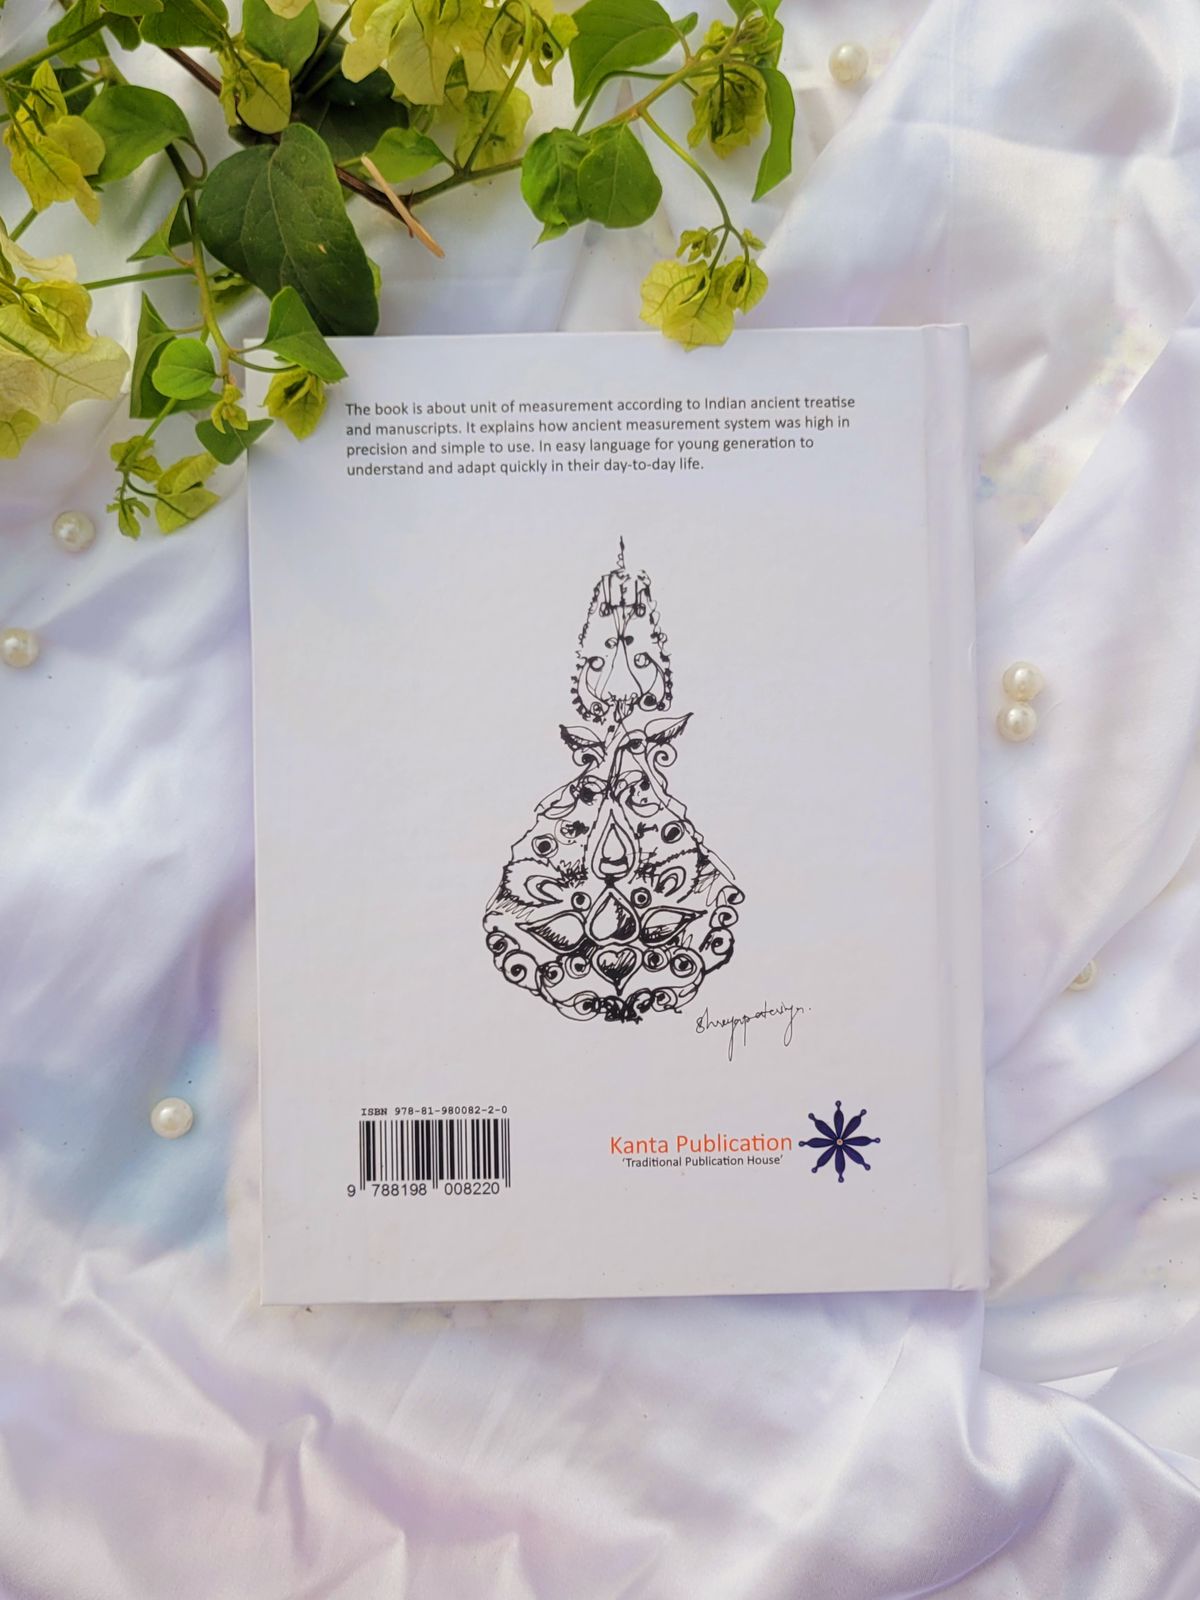 The book is about unit of measurement according to Indian ancient treatise
and manuscripts. It explains how ancient measurement system was high in
precision and simple to use. In easy language for young generation to
understand and adapt quickly in their day-to-day life.
ISBN 978-81-980082-2-0
9 788198 008220
Kanta Publication
‘Traditional Publication House’